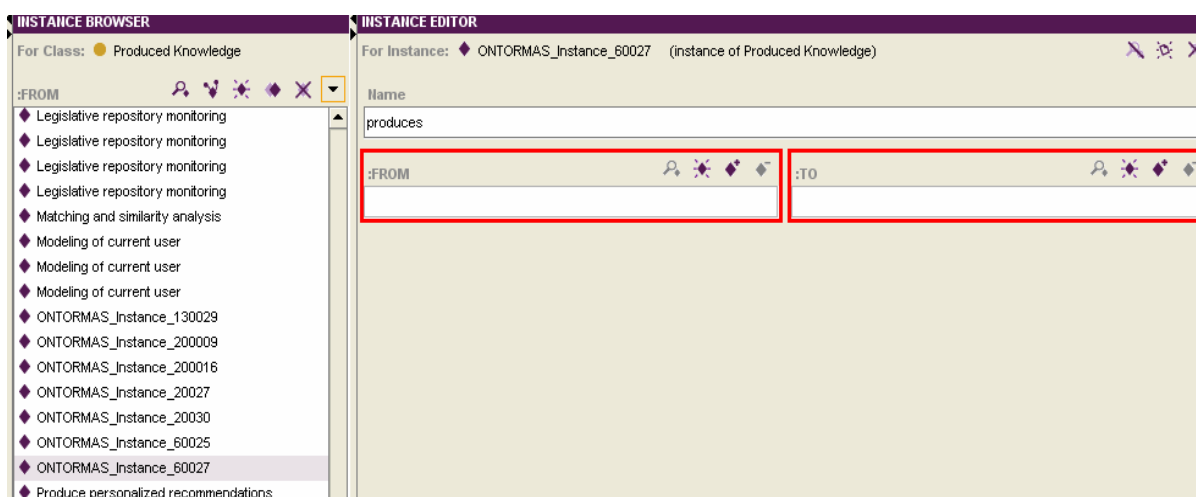 INSTANCE BROWSER
For Class: Produced Knowledge
:FROM
Legislative repository monitoring
Legislative repository monitoring
Legislative repository monitoring
Legislative repository monitoring
Matching and similarity analysis
Modeling of current user
Modeling of current user
Modeling of current user
ONTORMAS_Instance_130029
ONTORMAS_Instance_200009
ONTORMAS_Instance_200016
ONTORMAS_Instance_20027
ONTORMAS_Instance_20030
ONTORMAS_Instance_60025
ONTORMAS_Instance_60027
Produce personalized recommendations
INSTANCE EDITOR
For Instance: ONTORMAS_Instance_60027 (instance of Produced Knowledge)
Name
produces
:FROM
:TO